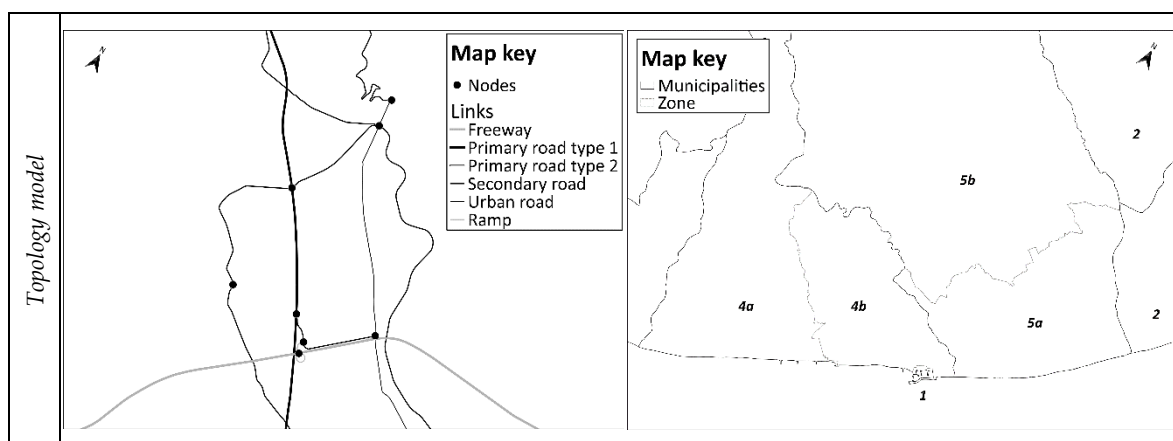 Topology model
N
Map key
Nodes
Links
Freeway
Primary road type 1
Primary road type 2
Secondary road
Urban road
Ramp
Map key
Municipalities
Zone
N
2
5b
4a
4b
5a
2
1